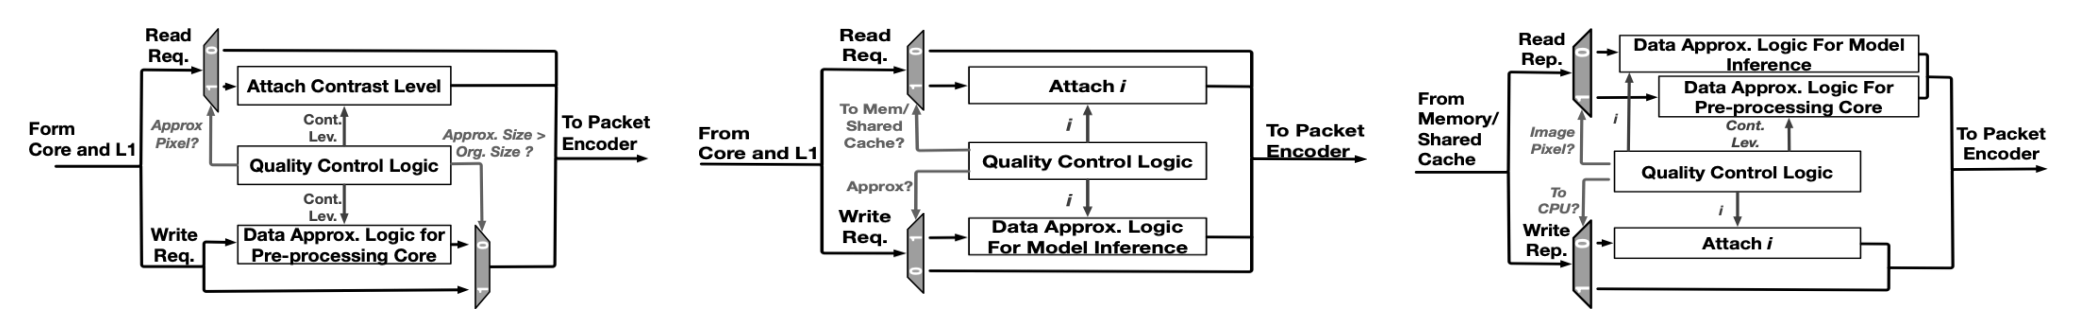 Read
Req.
0
1
Attach Contrast Level
Approx
Pixel?
Cont.
Lev.
Approx. Size >
Org. Size ?
Form
Core and L1
Quality Control Logic
To Packet
Encoder
Cont.
Lev.
Write
Req.
Data Approx. Logic for
Pre-processing Core
0
1
Read
Req.
0
1
Attach i
To Mem/
Shared
Cache?
i
From
Core and L1
Quality Control Logic
To Packet
Encoder
Approx?
i
Write
Req.
1
0
Data Approx. Logic
For Model Inference
Read
Rep.
0
1
Data Approx. Logic For Model
Inference
Data Approx. Logic For
Pre-processing Core
From
Memory/
Shared
Cache
Image
Pixel?
i
Cont.
Lev.
Quality Control Logic
To Packet
Encoder
To
CPU?
i
Write
Rep.
0
1
Attach i